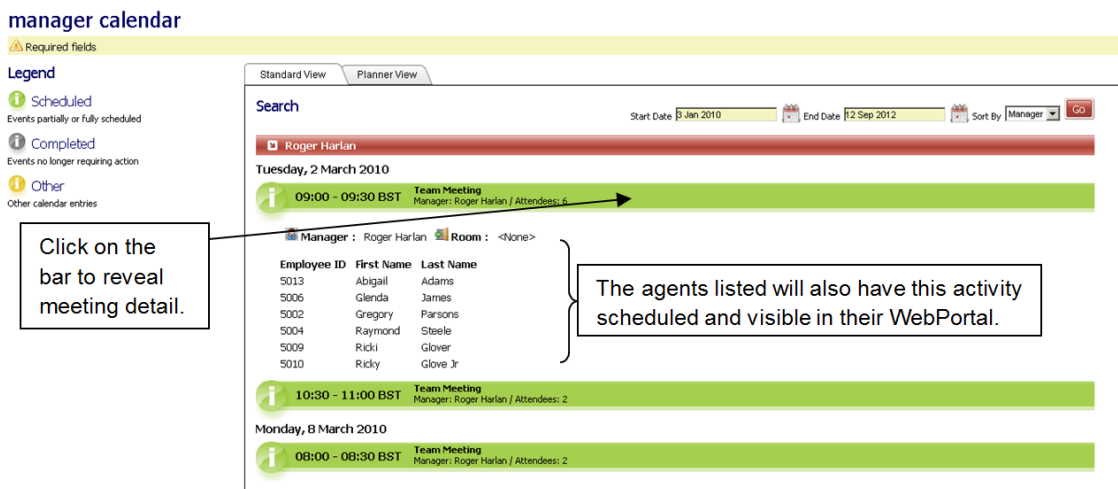 manager calendar
Required fields
Legend
Scheduled
Events partially or fully scheduled
Completed
Events no longer requiring action
Other
Other calendar entries
Click on the
bar to reveal
meeting detail.
Standard View Planner View
Search
Start Date 3 Jan 2010 End Date 12 Sep 2012 Sort By Manager Go
Roger Harlan
Tuesday, 2 March 2010
09:00 - 09:30 BST Team Meeting
Manager: Roger Harlan / Attendees: 6
Manager : Roger Harlan Room : <None>
Employee ID First Name Last Name
5013 Abigail Adams
5006 Glenda James
5002 Gregory Parsons
5004 Raymond Steele
5009 Ricki Glover
5010 Ricky Glove Jr
The agents listed will also have this activity
scheduled and visible in their WebPortal.
10:30 - 11:00 BST Team Meeting
Manager: Roger Harlan / Attendees: 2
Monday, 8 March 2010
08:00 - 08:30 BST Team Meeting
Manager: Roger Harlan / Attendees: 2